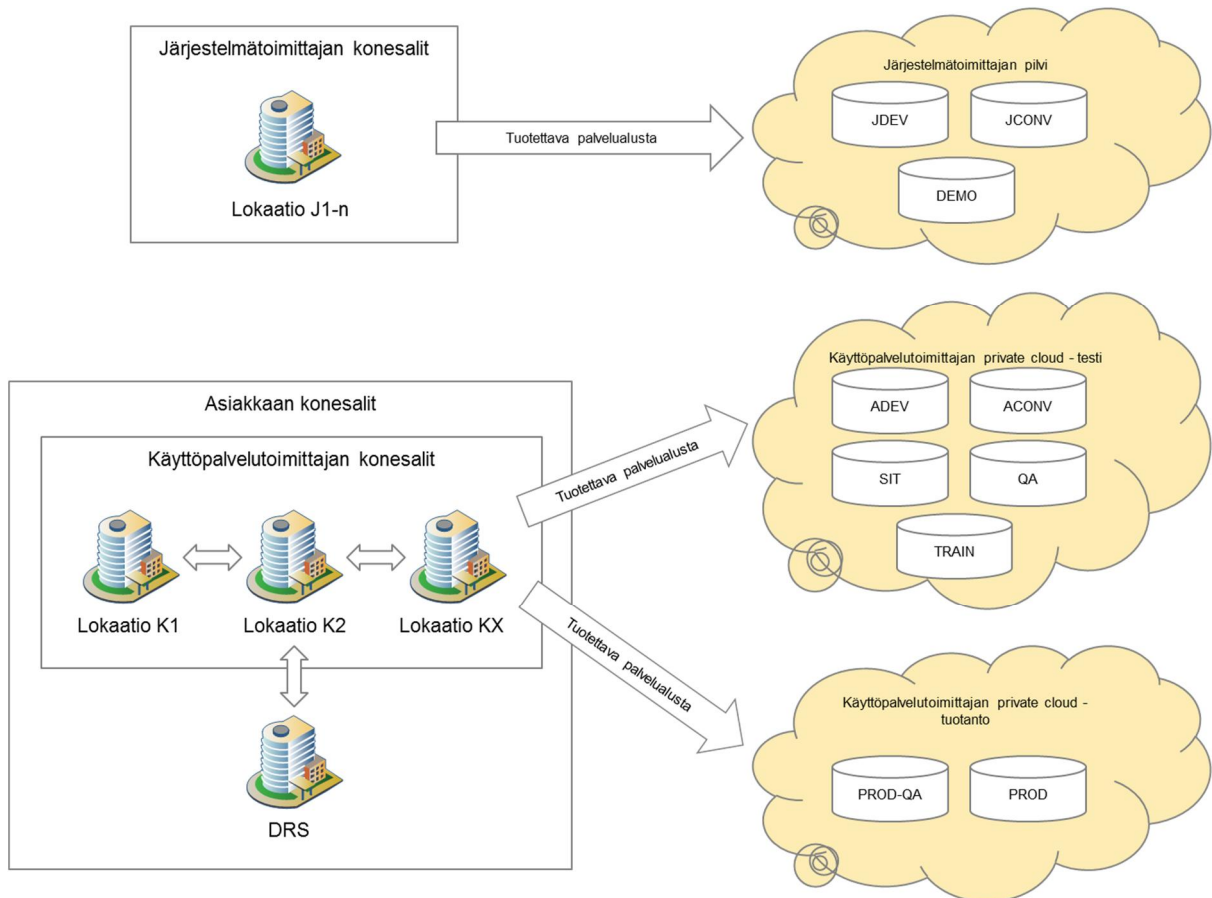 Järjestelmätoimittajan konesalit
Lokaatio J1-n
Tuotettava palvelualusta
Järjestelmätoimittajan pilvi
JDEV
JCONV
DEMO
Asiakkaan konesalit
Käyttöpalvelutoimittajan konesalit
Lokaatio K1
Lokaatio K2
Lokaatio KX
DRS
Tuotettava palvelualusta
Tuotettava palvelualusta
Käyttöpalvelutoimittajan private cloud - testi
ADEV
ACONV
SIT
QA
TRAIN
Käyttöpalvelutoimittajan private cloud -
tuotanto
PROD-QA
PROD